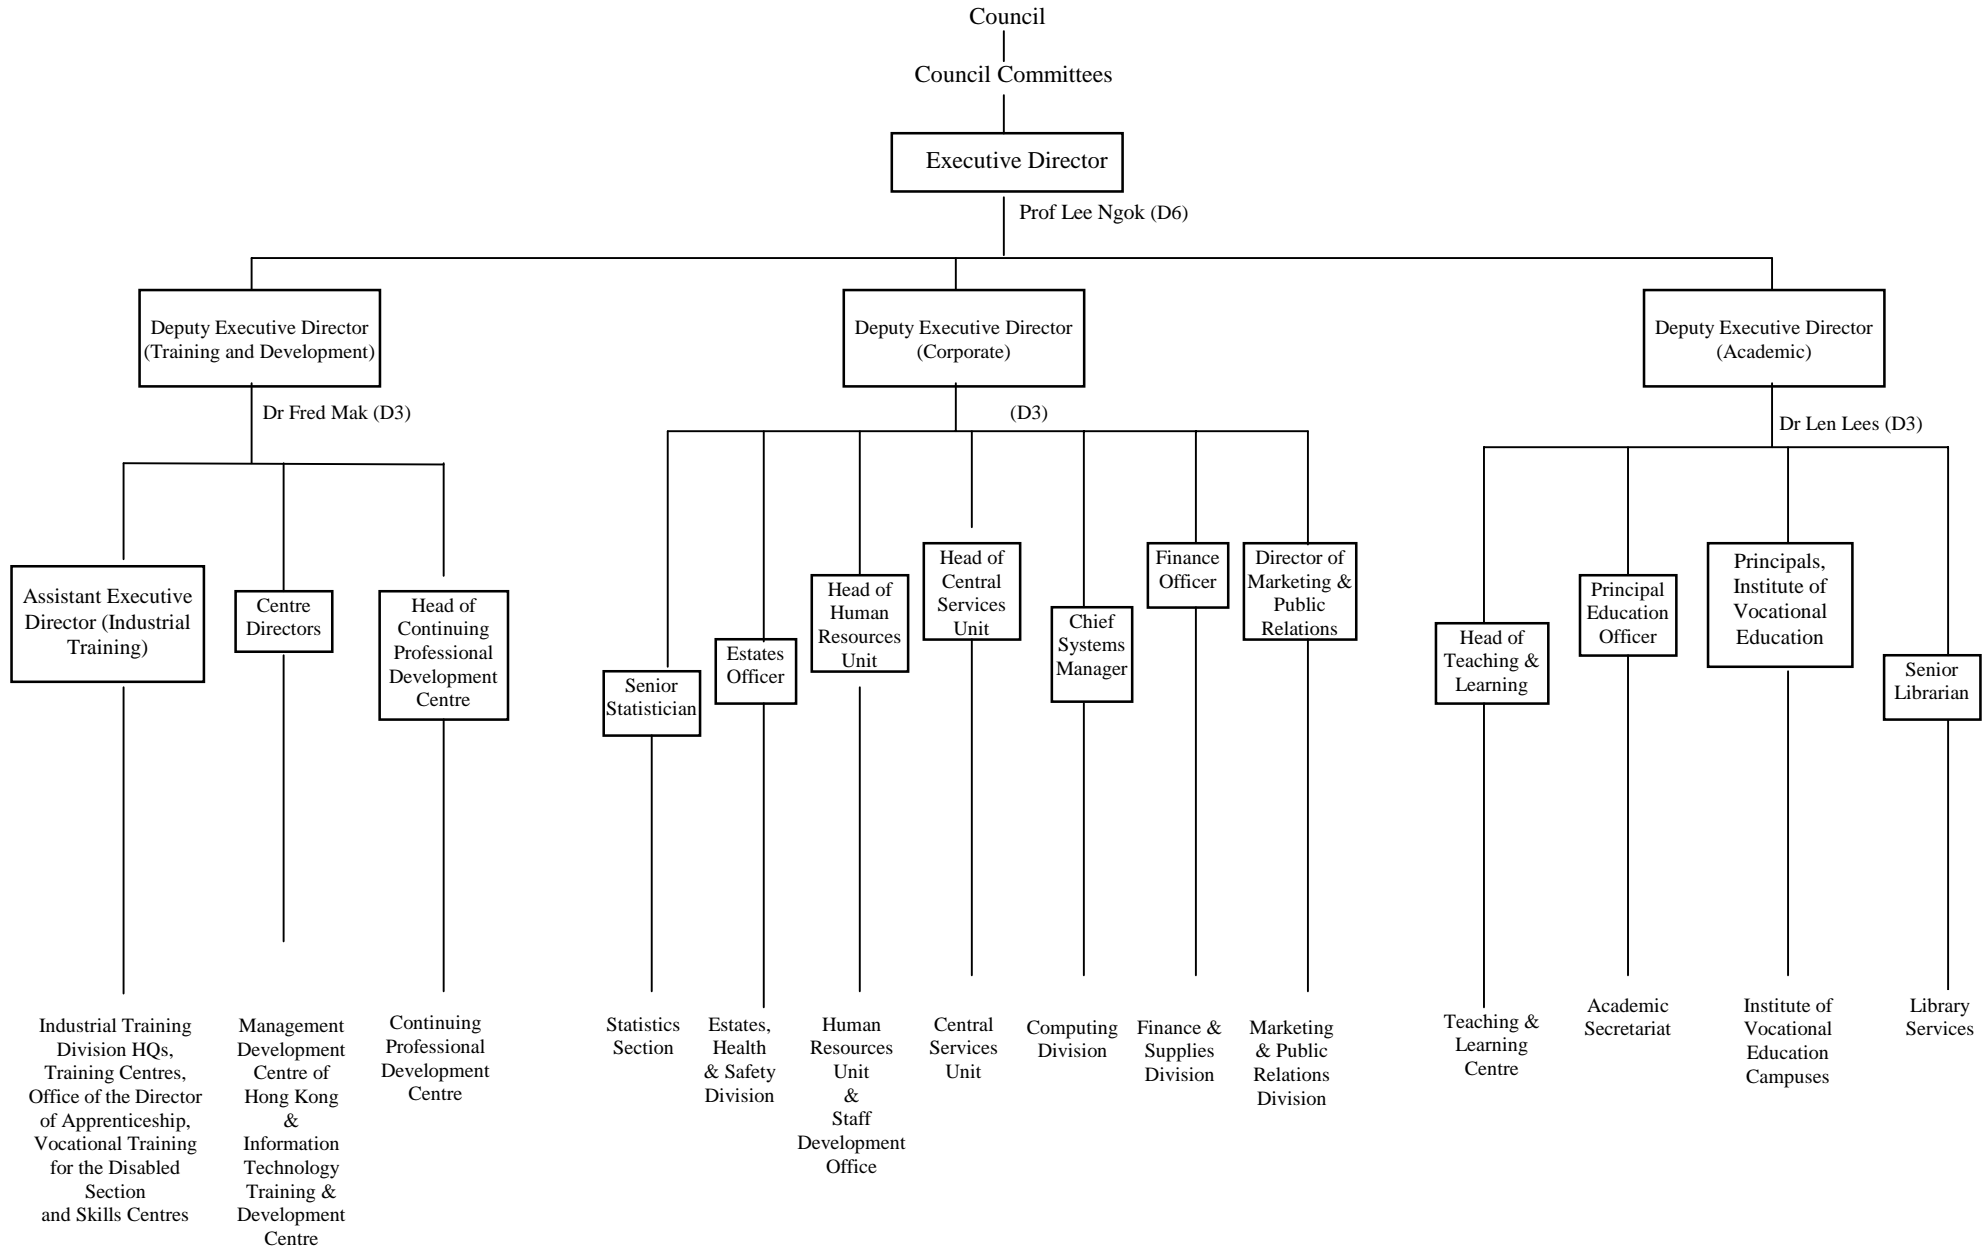 Council
Council Committees
Executive Director
Prof Lee Ngok (D6)
Deputy Executive Director
(Training and Development)
Dr Fred Mak (D3)
Deputy Executive Director
(Corporate)
(D3)
Deputy Executive Director
(Academic)
Dr Len Lees (D3)
Assistant Executive
Director (Industrial
Training)
Centre
Directors
Head of
Continuing
Professional
Development
Centre
Senior
Statistician
Estates
Officer
Head of
Human
Resources
Unit
Head of
Central
Services
Unit
Chief
Systems
Manager
Finance
Officer
Director of
Marketing &
Public
Relations
Head of
Teaching &
Learning
Principal
Education
Officer
Principals,
Institute of
Vocational
Education
Senior
Librarian
Industrial Training
Division HQs,
Training Centres,
Office of the Director
of Apprenticeship,
Vocational Training
for the Disabled
Section
and Skills Centres
Management
Development
Centre of
Hong Kong
&
Information
Technology
Training &
Development
Centre
Continuing
Professional
Development
Centre
Statistics
Section
Estates,
Health
& Safety
Division
Human
Resources
Unit
&
Staff
Development
Office
Central
Services
Unit
Computing
Division
Finance &
Supplies
Division
Marketing
& Public
Relations
Division
Teaching &
Learning
Centre
Academic
Secretariat
Institute of
Vocational
Education
Campuses
Library
Services